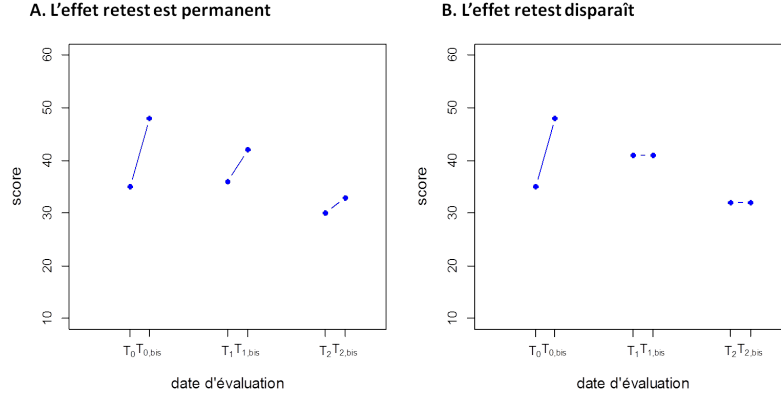 A. L’effet retest est permanent
60
50
40
30
20
10
score
T0 T0,bis
T1 T1,bis
T2 T2,bis
date d'évaluation
B. L’effet retest disparaît
60
50
40
30
20
10
score
T0 T0,bis
T1 T1,bis
T2 T2,bis
date d'évaluation